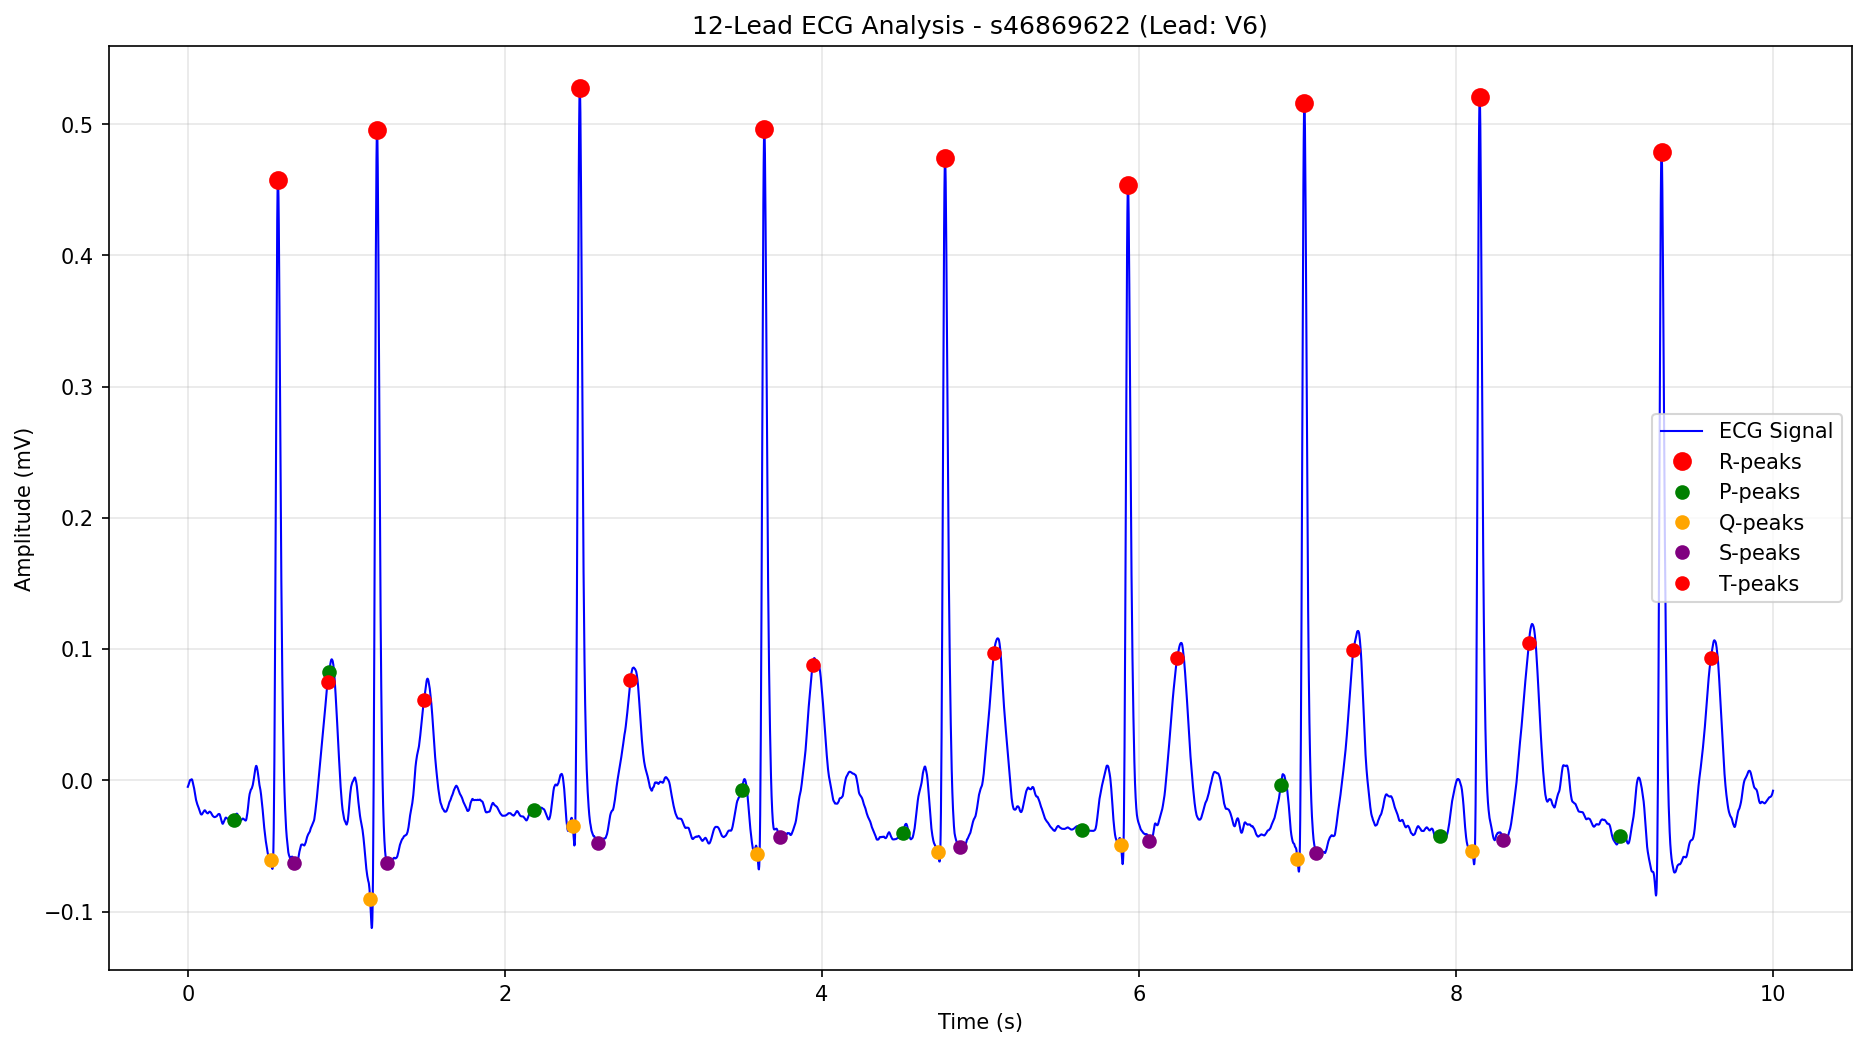 12-Lead ECG Analysis - s46869622 (Lead: V6)
Amplitude (mV)
0.5
0.4
0.3
0.2
0.1
0.0
−0.1
ECG Signal
R-peaks
P-peaks
Q-peaks
S-peaks
T-peaks
0 2 4 6 8 10
Time (s)